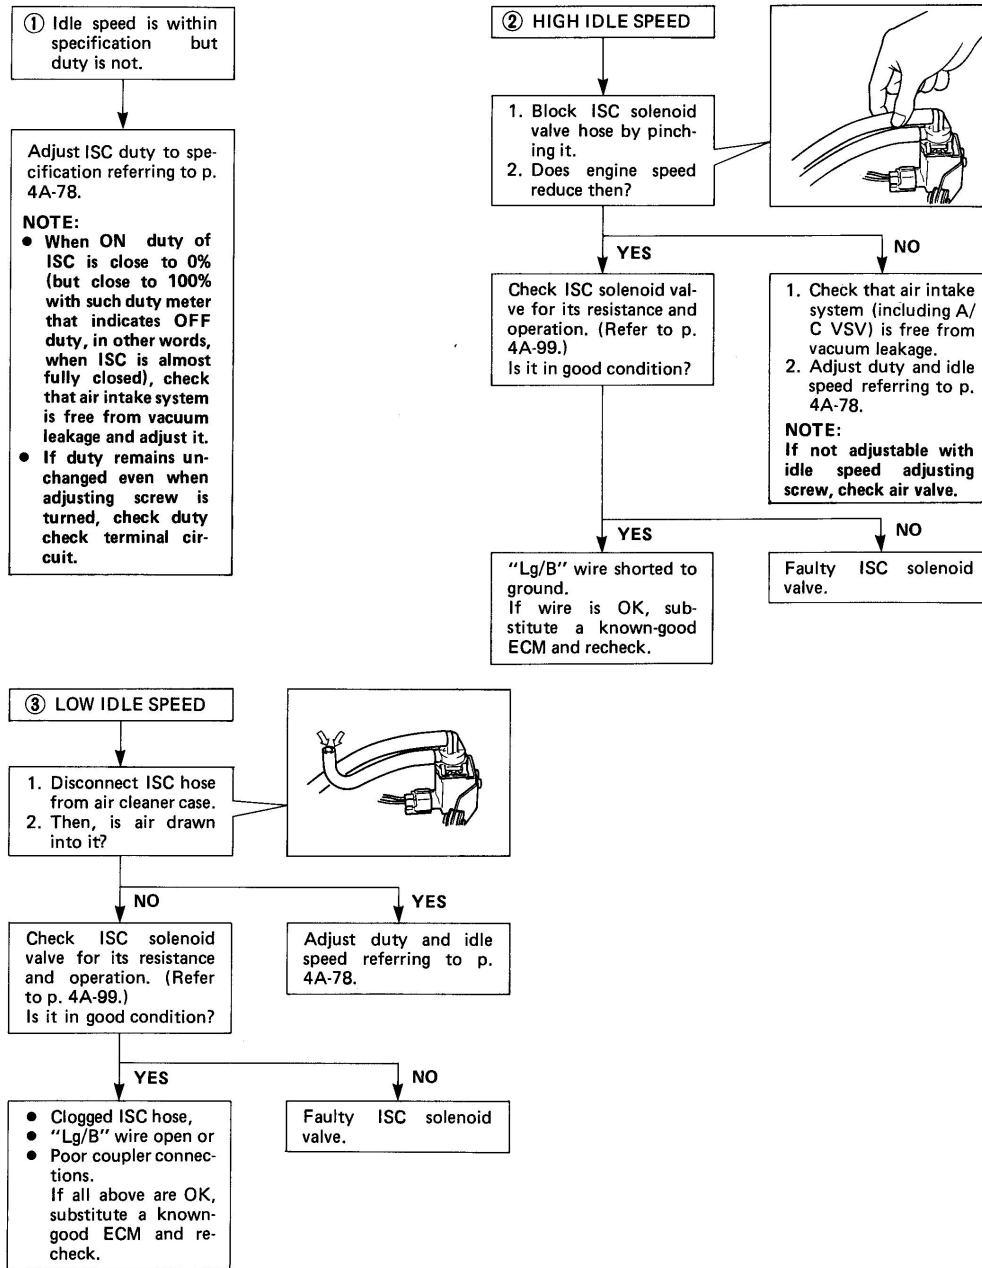 ① Idle speed is within
specification but
duty is not.
Adjust ISC duty to spe-
cification referring to p.
4A-78.
NOTE:
● When ON duty of
ISC is close to 0%
(but close to 100%
with such duty meter
that indicates OFF
duty, in other words,
when ISC is almost
fully closed), check
that air intake system
is free from vacuum
leakage and adjust it.
● If duty remains un-
changed even when
adjusting screw is
turned, check duty
check terminal cir-
cuit.
② HIGH IDLE SPEED
1. Block ISC solenoid
valve hose by pinch-
ing it.
2. Does engine speed
reduce then?
YES
NO
Check ISC solenoid val-
ve for its resistance and
operation. (Refer to p.
4A-99.)
Is it in good condition?
1. Check that air intake
system (including A/
C VSV) is free from
vacuum leakage.
2. Adjust duty and idle
speed referring to p.
4A-78.
NOTE:
If not adjustable with
idle speed adjusting
screw, check air valve.
YES
NO
"Lg/B" wire shorted to
ground.
If wire is OK, sub-
stitute a known-good
ECM and recheck.
Faulty ISC solenoid
valve.
③ LOW IDLE SPEED
1. Disconnect ISC hose
from air cleaner case.
2. Then, is air drawn
into it?
NO
YES
Check ISC solenoid
valve for its resistance
and operation. (Refer
to p. 4A-99.)
Is it in good condition?
Adjust duty and idle
speed referring to p.
4A-78.
YES
NO
● Clogged ISC hose,
● "Lg/B" wire open or
● Poor coupler connec-
tions.
If all above are OK,
substitute a known-
good ECM and re-
check.
Faulty ISC solenoid
valve.